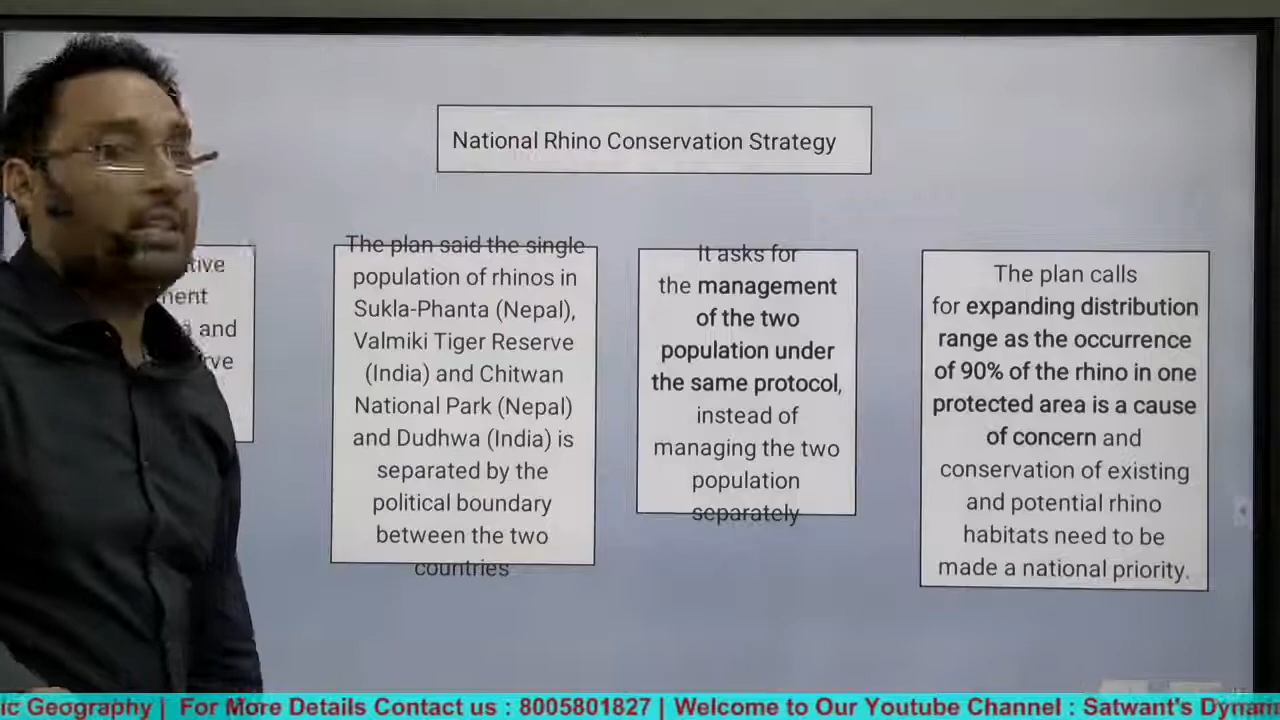 National Rhino Conservation Strategy
and
The plan said the single
population of rhinos in
Sukla-Phanta (Nepal),
Valmiki Tiger Reserve
(India) and Chitwan
National Park (Nepal)
and Dudhwa (India) is
separated by the
political boundary
between the two
countries
It asks for
the management
of the two
population under
the same protocol,
instead of
managing the two
population
separately
The plan calls
for expanding distribution
range as the occurrence
of 90% of the rhino in one
protected area is a cause
of concern and
conservation of existing
and potential rhino
habitats need to be
made a national priority.
ic Geography | For More Details Contact us : 8005801827 | Welcome to Our Youtube Channel : Satwant's Dynam